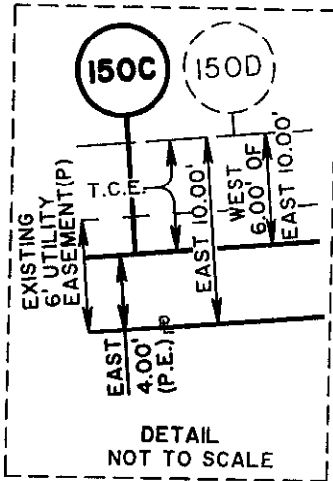 150C
150D
T.C.E.
EXISTING
6' UTILITY
EASEMENT(P)
EAST 10.00'
WEST
6.00' OF
EAST 10.00'
EAST
4.00'
(P.E.)
DETAIL
NOT TO SCALE